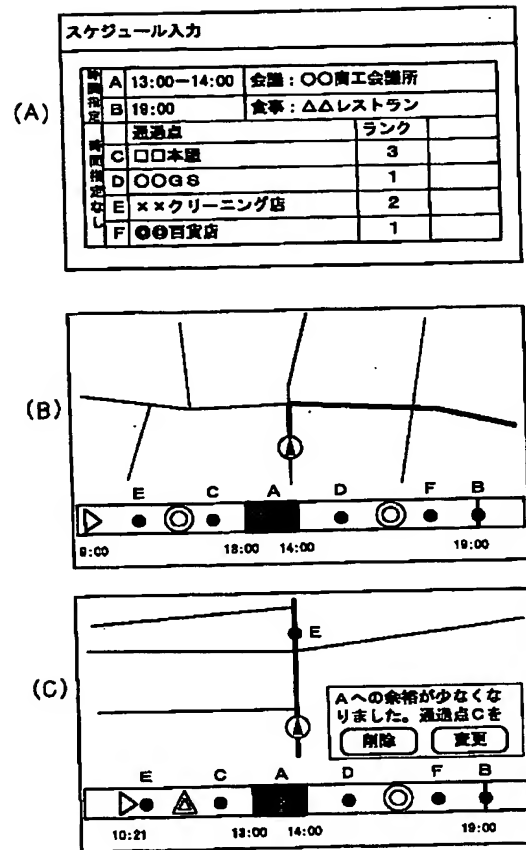 スケジュール入力
(A)
時間指定 A 13:00-14:00 会議:〇〇商工会議所
B 19:00 食事:△△レストラン
時間指定なし 通過点 ランク
C □□本題 3
D 〇〇GS 1
E ××クリーニング店 2
F ◎◎百貨店 1
(B)
E C A D F B
9:00 13:00 14:00 19:00
(C)
E
Aへの余裕が少なくな
りました。通過点Cを
削除 変更
E C A D F B
10:21 13:00 14:00 19:00